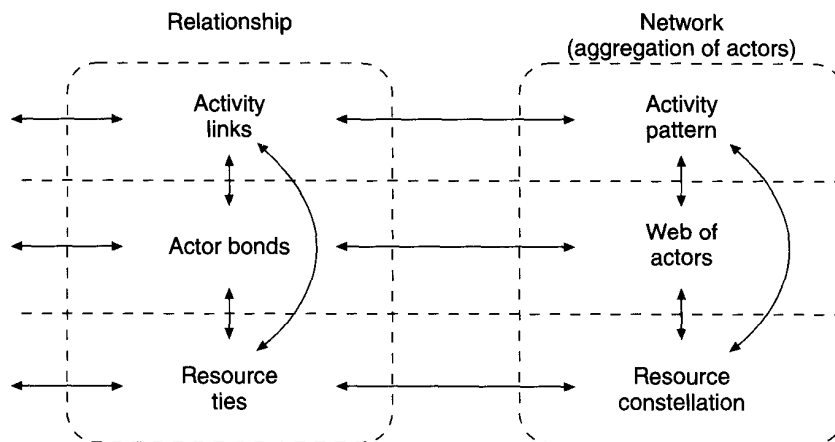 Relationship
Network
(aggregation of actors)
Activity
links
Activity
pattern
Actor bonds
Web of
actors
Resource
ties
Resource
constellation